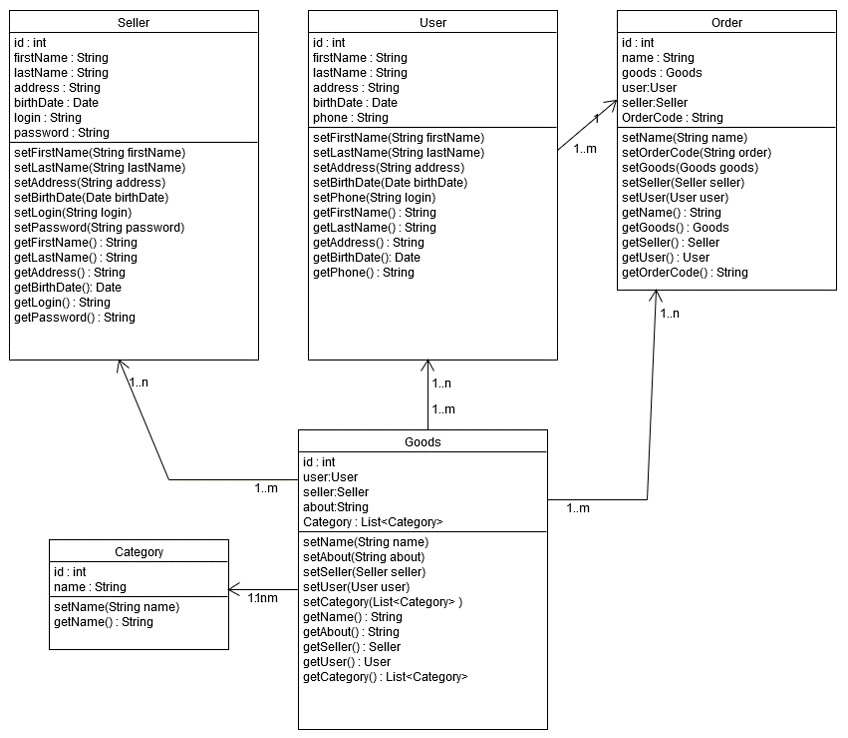 Seller
id : int
firstName : String
lastName : String
address : String
birthDate : Date
login : String
password : String
setFirstName(String firstName)
setLastName(String lastName)
setAddress(String address)
setBirthDate(Date birthDate)
setLogin(String login)
setPassword(String password)
getFirstName() : String
getLastName() : String
getAddress() : String
getBirthDate(): Date
getLogin() : String
getPassword() : String
User
id : int
firstName : String
lastName : String
address : String
birthDate : Date
phone : String
setFirstName(String firstName)
setLastName(String lastName)
setAddress(String address)
setBirthDate(Date birthDate)
setPhone(String login)
getFirstName() : String
getLastName() : String
getAddress() : String
getBirthDate(): Date
getPhone() : String
Order
id : int
name : String
goods : Goods
user:User
seller:Seller
OrderCode : String
setName(String name)
setOrderCode(String order)
setGoods(Goods goods)
setSeller(Seller seller)
setUser(User user)
getName() : String
getGoods() : Goods
getSeller() : Seller
getUser() : User
getOrderCode() : String
1
1..m
1..n
1..n
1..n
1..m
1..m
1..m
Goods
id : int
user:User
seller:Seller
about:String
Category : List<Category>
setName(String name)
setAbout(String about)
setSeller(Seller seller)
setUser(User user)
setCategory(List<Category> )
getName() : String
getAbout() : String
getSeller() : Seller
getUser() : User
getCategory() : List<Category>
Category
id : int
name : String
setName(String name)
getName() : String